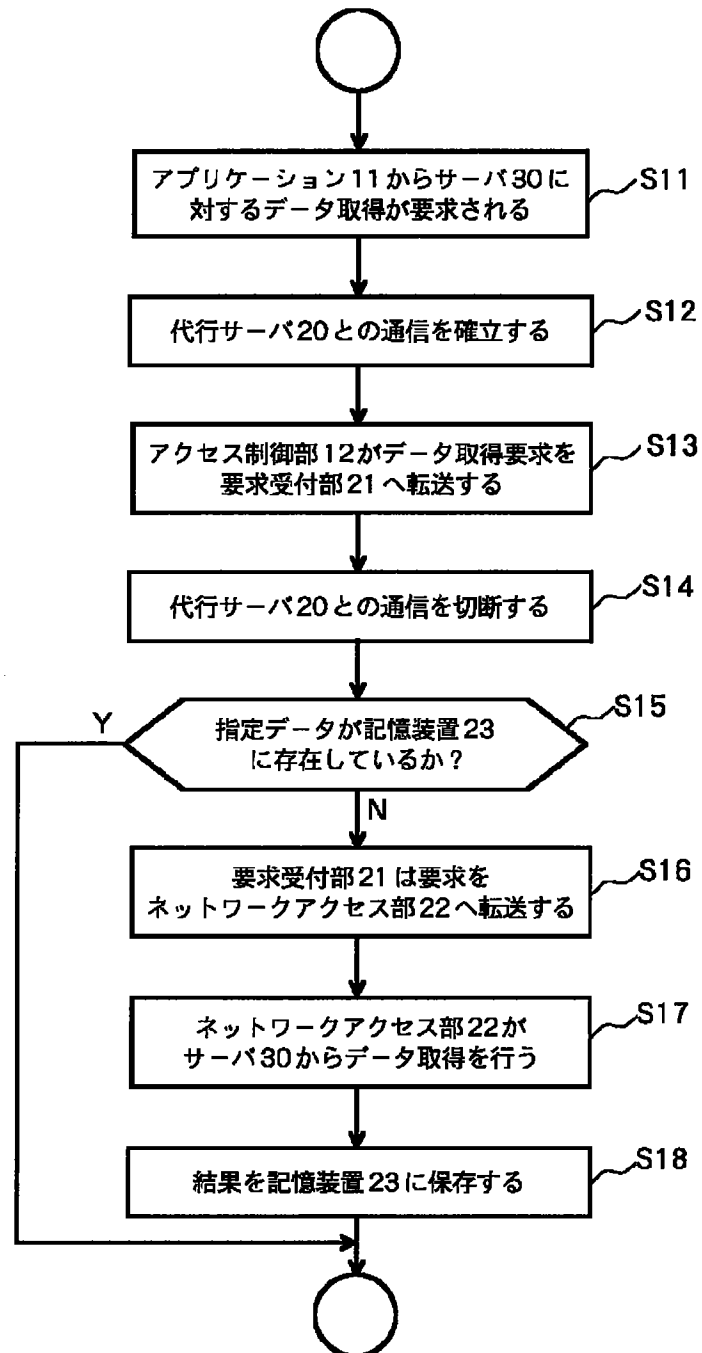 アプリケーション11からサーバ30に
対するデータ取得が要求される
S11
代行サーバ20との通信を確立する
S12
アクセス制御部12がデータ取得要求を
要求受付部21へ転送する
S13
代行サーバ20との通信を切断する
S14
指定データが記憶装置23
に存在しているか？
S15
Y
N
要求受付部21は要求を
ネットワークアクセス部22へ転送する
S16
ネットワークアクセス部22が
サーバ30からデータ取得を行う
S17
結果を記憶装置23に保存する
S18